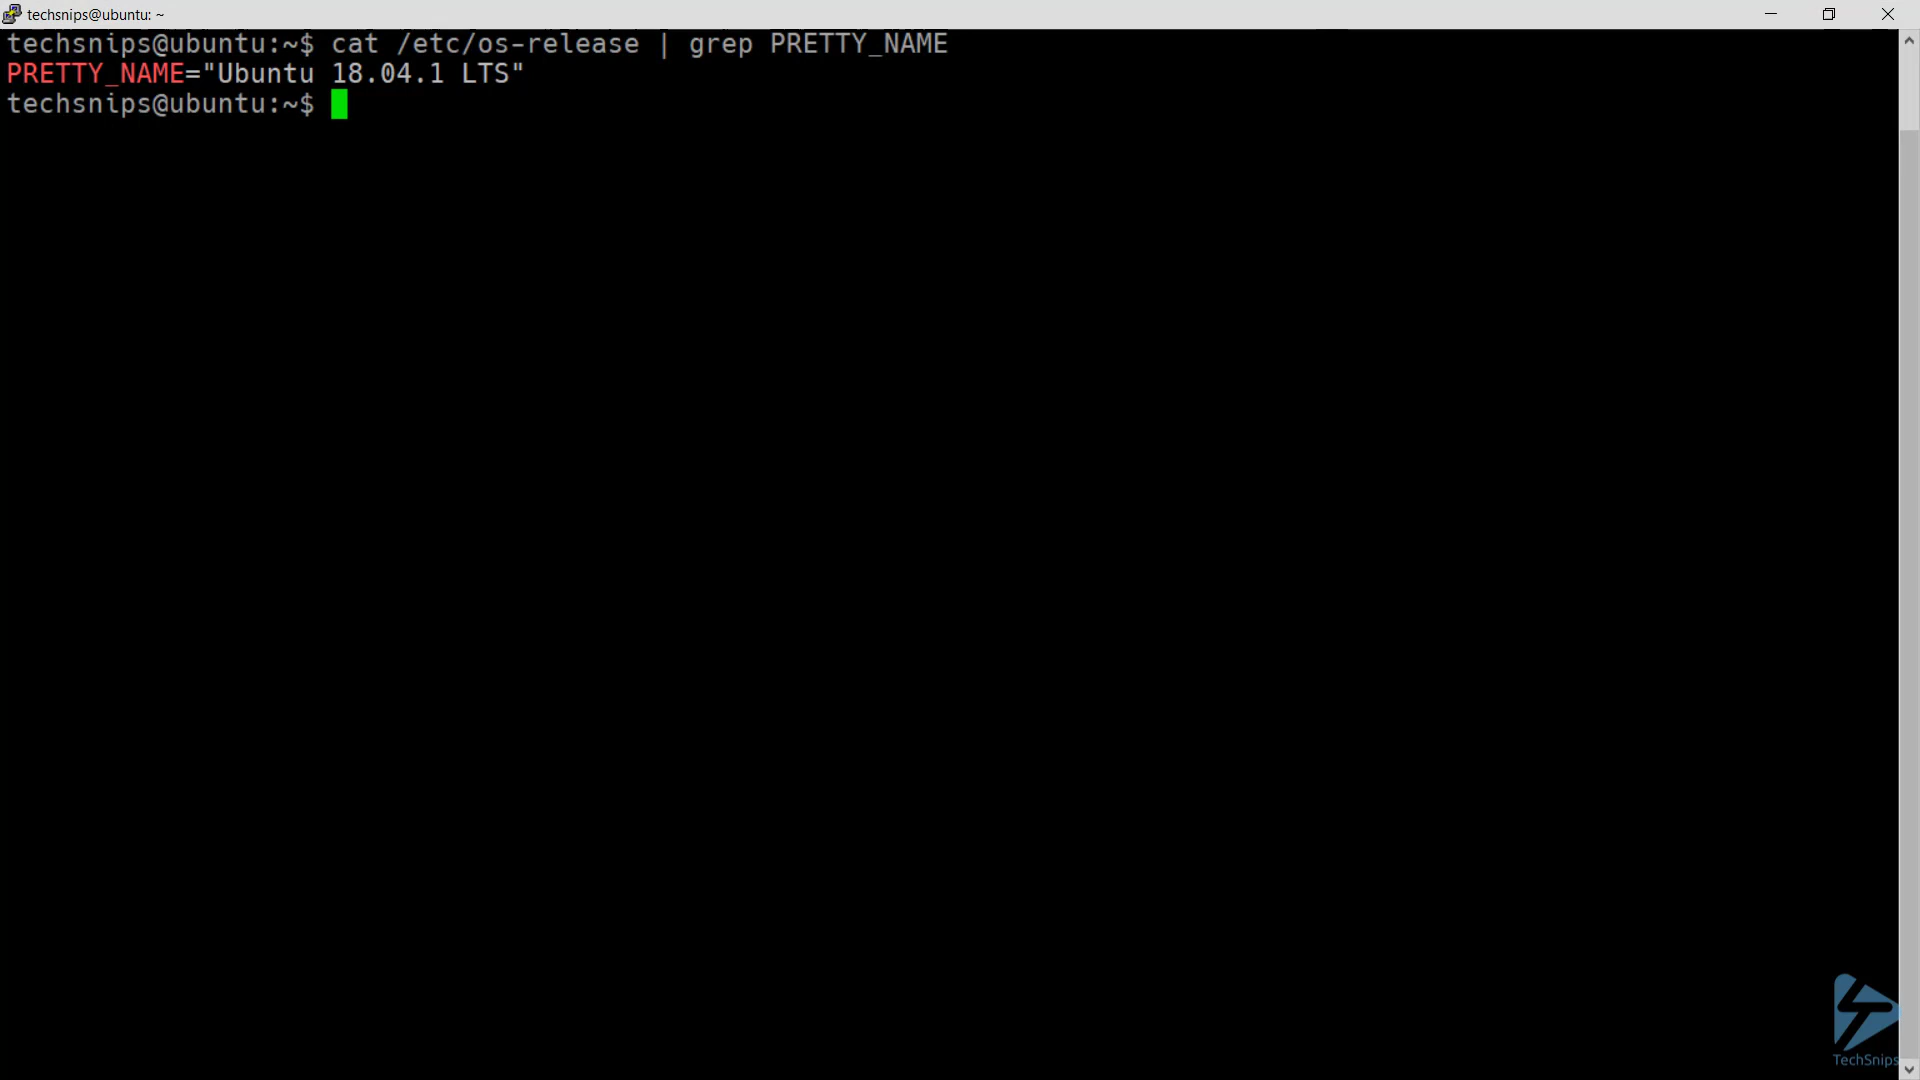 techsnips@ubuntu: ~
techsnips@ubuntu:~$ cat /etc/os-release | grep PRETTY_NAME
PRETTY_NAME="Ubuntu 18.04.1 LTS"
techsnips@ubuntu:~$
TechSnips